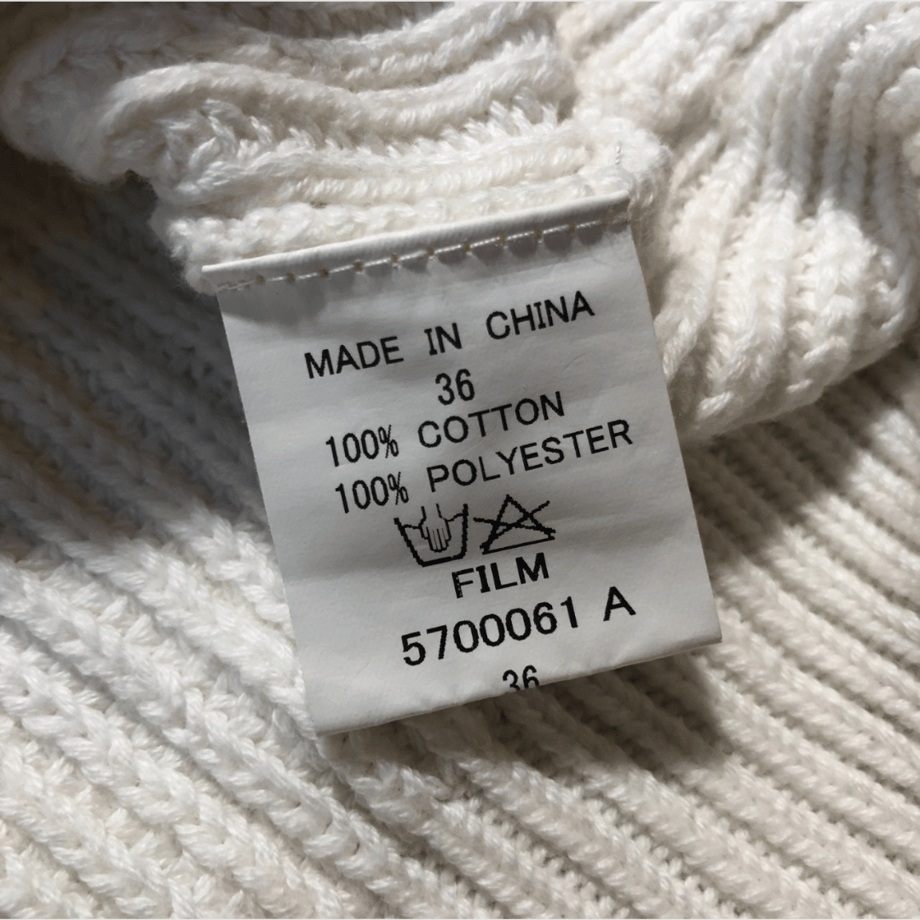 MADE IN CHINA
36
100% COTTON
100% POLYESTER
FILM
5700061 A
36